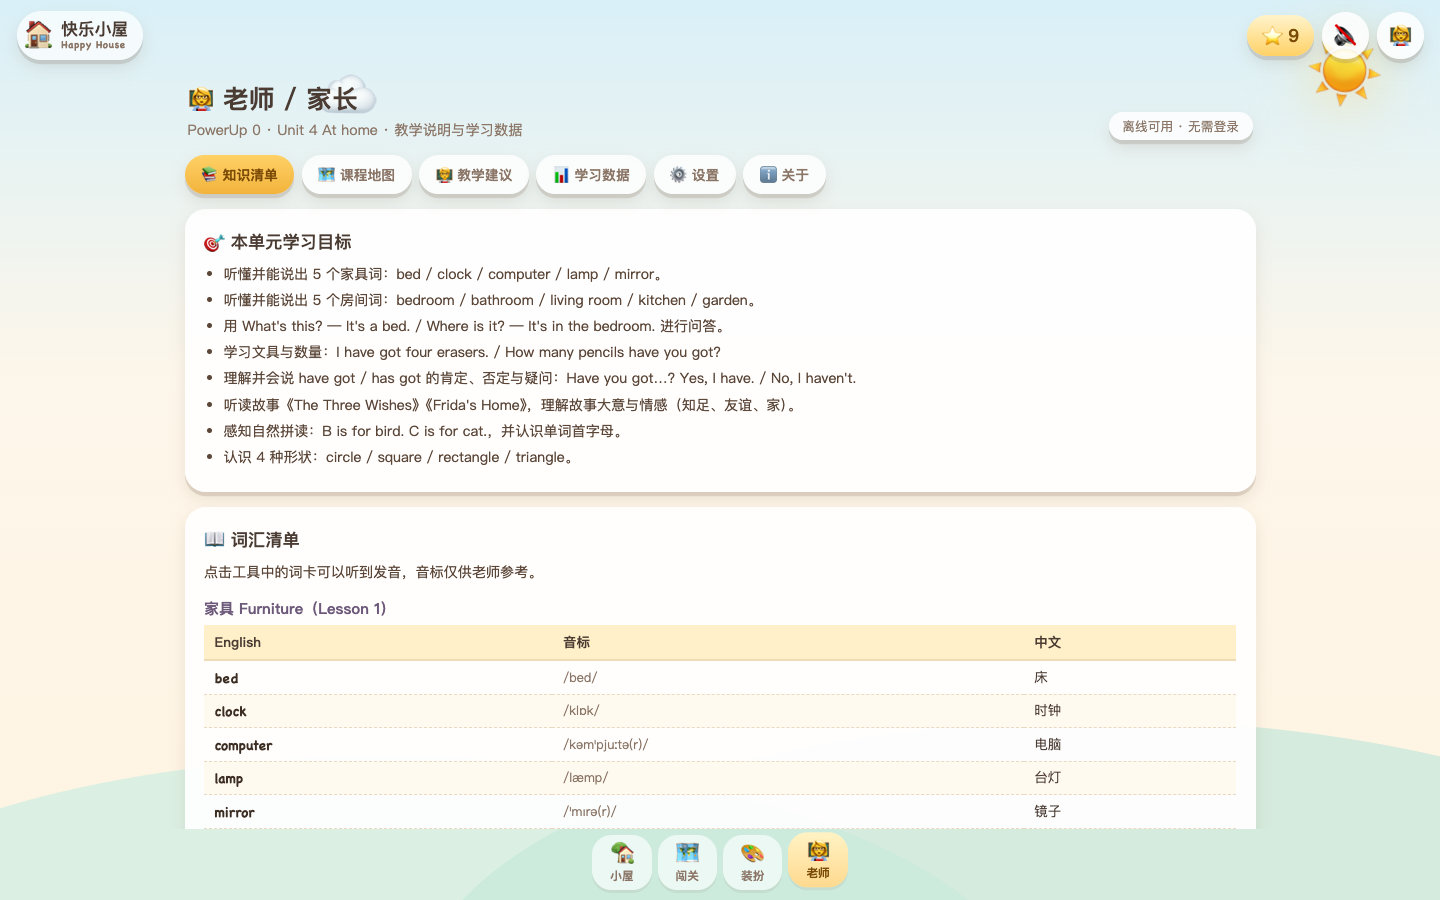 快乐小屋
Happy House
9
老师 / 家长
PowerUp 0 · Unit 4 At home · 教学说明与学习数据
离线可用 · 无需登录
知识清单
课程地图
教学建议
学习数据
设置
关于
本单元学习目标
• 听懂并能说出 5 个家具词：bed / clock / computer / lamp / mirror。
• 听懂并能说出 5 个房间词：bedroom / bathroom / living room / kitchen / garden。
• 用 What's this? — It's a bed. / Where is it? — It's in the bedroom. 进行问答。
• 学习文具与数量：I have got four erasers. / How many pencils have you got?
• 理解并会说 have got / has got 的肯定、否定与疑问：Have you got…? Yes, I have. / No, I haven't.
• 听读故事《The Three Wishes》《Frida's Home》，理解故事大意与情感（知足、友谊、家）。
• 感知自然拼读：B is for bird. C is for cat.，并认识单词首字母。
• 认识 4 种形状：circle / square / rectangle / triangle。
词汇清单
点击工具中的词卡可以听到发音，音标仅供老师参考。
家具 Furniture（Lesson 1）
English 音标 中文
bed /bed/ 床
clock /klɒk/ 时钟
computer /kəmˈpjuːtə(r)/ 电脑
lamp /læmp/ 台灯
mirror /ˈmɪrə(r)/ 镜子
小屋
闯关
装扮
老师